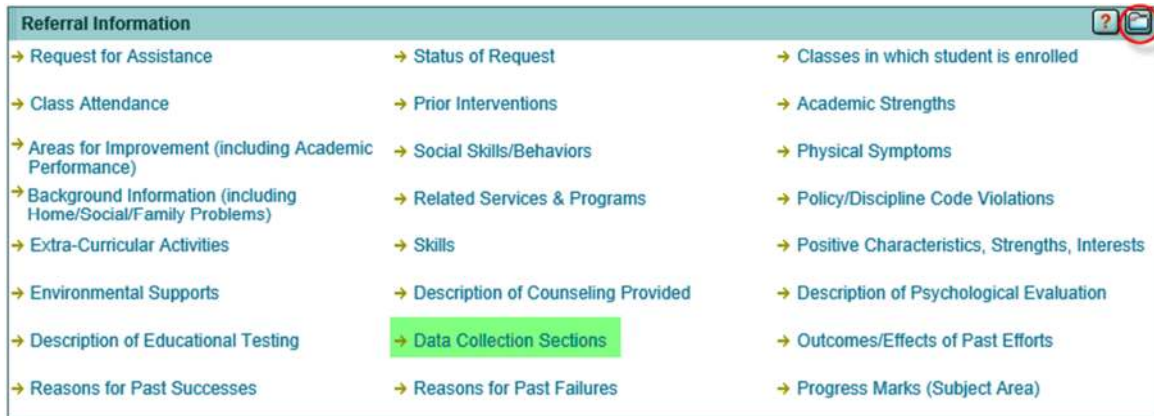 Referral Information ?
→ Request for Assistance → Status of Request → Classes in which student is enrolled
→ Class Attendance → Prior Interventions → Academic Strengths
→ Areas for Improvement (including Academic
Performance) → Social Skills/Behaviors → Physical Symptoms
→ Background Information (including
Home/Social/Family Problems) → Related Services & Programs → Policy/Discipline Code Violations
→ Extra-Curricular Activities → Skills → Positive Characteristics, Strengths, Interests
→ Environmental Supports → Description of Counseling Provided → Description of Psychological Evaluation
→ Description of Educational Testing → Data Collection Sections → Outcomes/Effects of Past Efforts
→ Reasons for Past Successes → Reasons for Past Failures → Progress Marks (Subject Area)